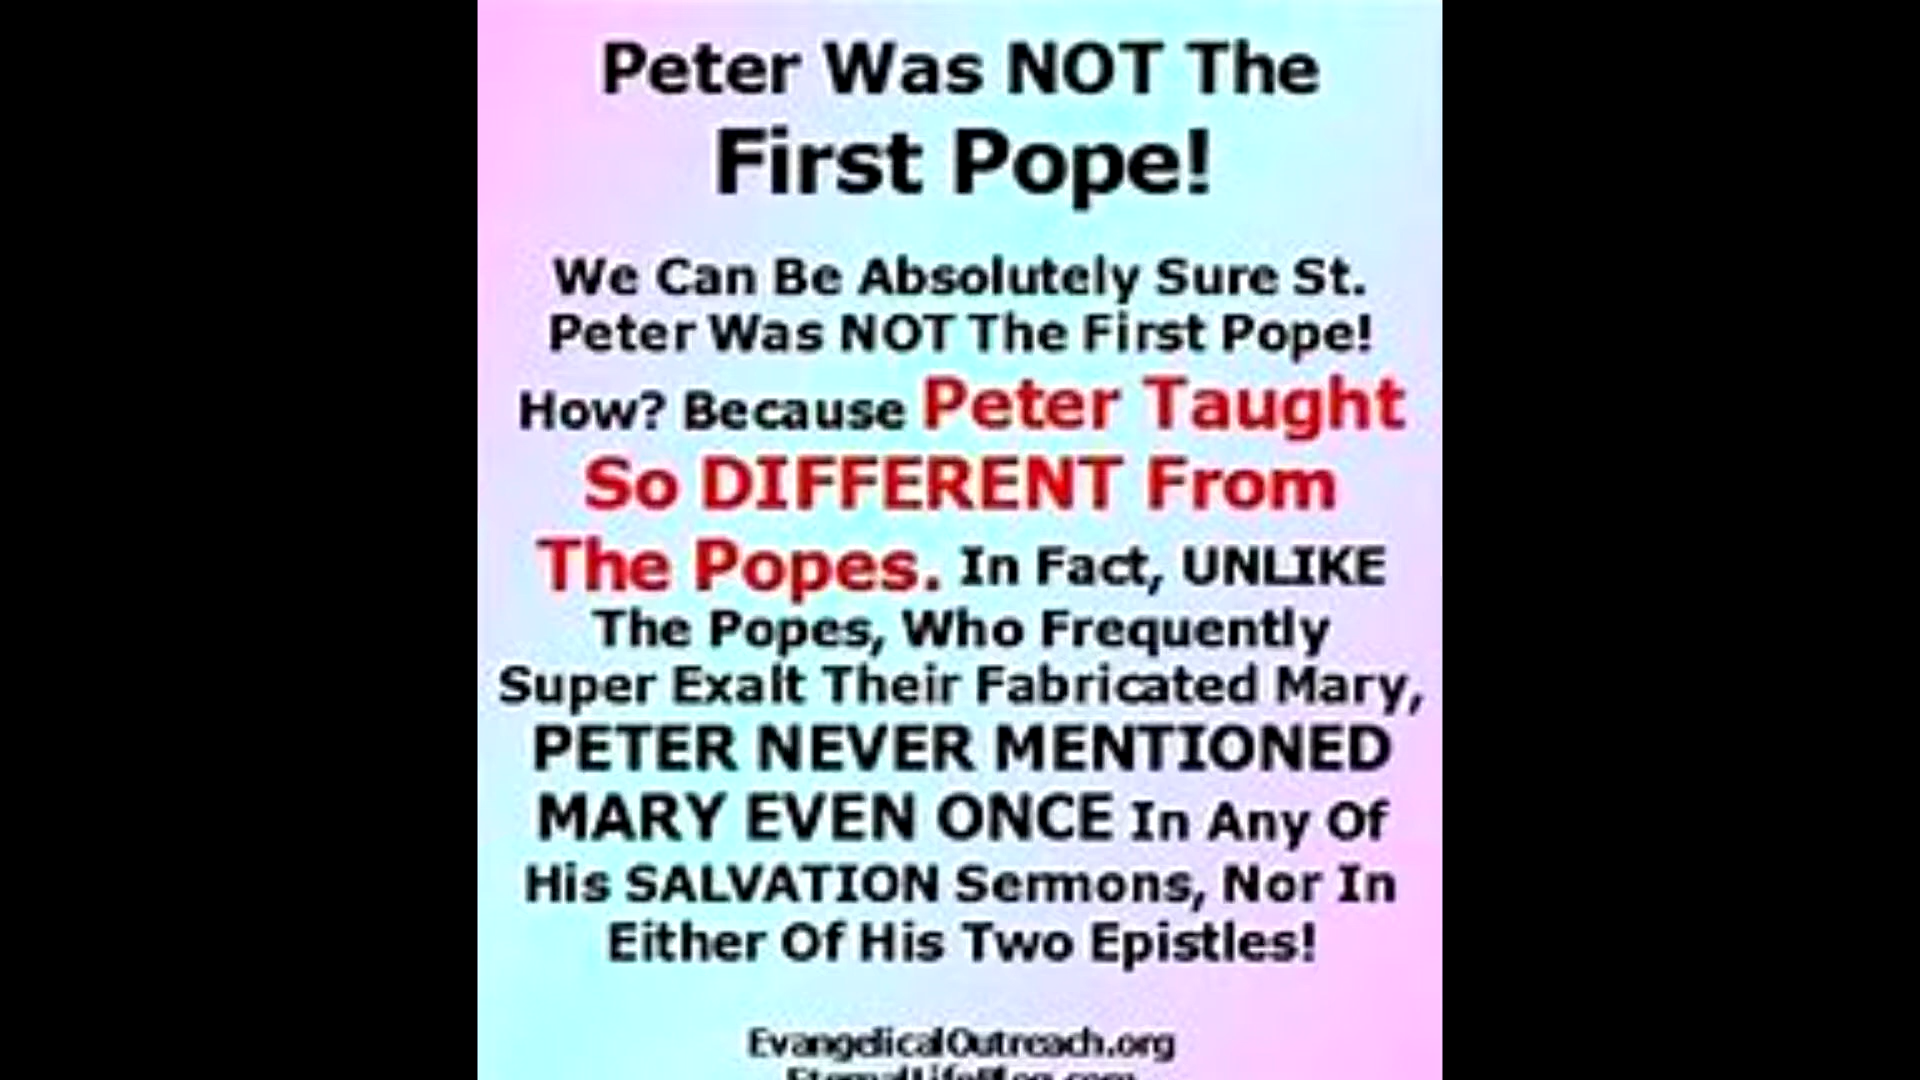 Peter Was NOT The
First Pope!
We Can Be Absolutely Sure St.
Peter Was NOT The First Pope!
How? Because Peter Taught
So DIFFERENT From
The Popes. In Fact, UNLIKE
The Popes, Who Frequently
Super Exalt Their Fabricated Mary,
PETER NEVER MENTIONED
MARY EVEN ONCE In Any Of
His SALVATION Sermons, Nor In
Either Of His Two Epistles!
EvangelicalOutreach.org
EternalLifeBlog.com